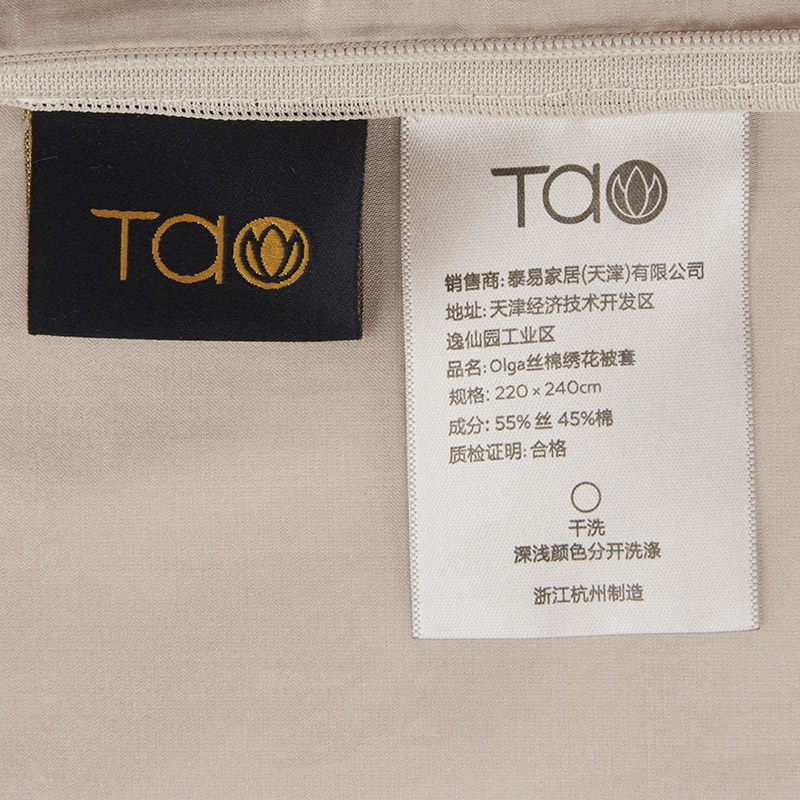 Tao
Tao
销售商: 泰易家居(天津)有限公司
地址: 天津经济技术开发区
逸仙园工业区
品名: Olga丝棉绣花被套
规格: 220 × 240cm
成分: 55% 丝 45%棉
质检证明: 合格
干洗
深浅颜色分开洗涤
浙江杭州制造